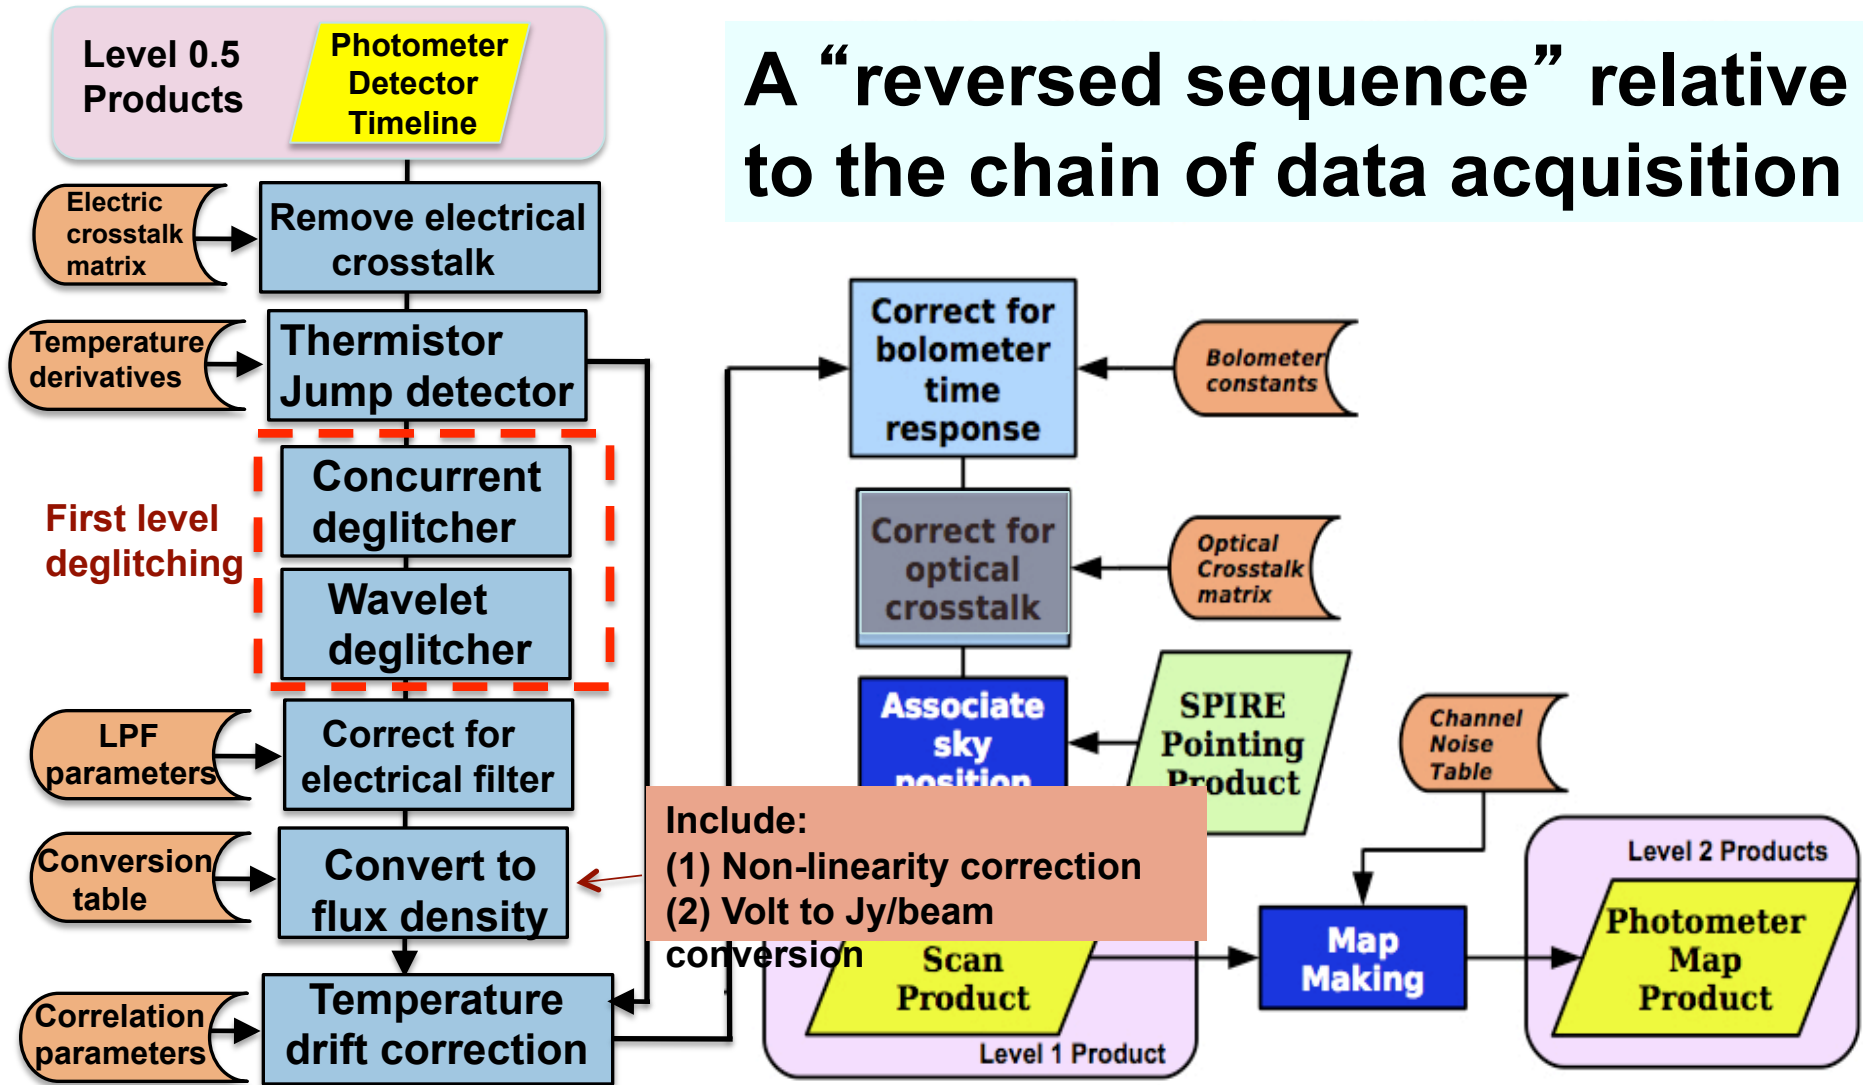 Level 0.5
Products
Photometer
Detector
Timeline
A “reversed sequence” relative
to the chain of data acquisition
Electric
crosstalk
matrix
Remove electrical
crosstalk
Temperature
derivatives
Thermistor
Jump detector
First level
deglitching
Concurrent
deglitcher
Wavelet
deglitcher
LPF
parameters
Correct for
electrical filter
Conversion
table
Convert to
flux density
Correlation
parameters
Temperature
drift correction
Correct for
bolometer
time
response
Bolometer
constants
Correct for
optical
crosstalk
Optical
Crosstalk
matrix
Associate
sky
position
SPIRE
Pointing
Product
Include:
(1) Non-linearity correction
(2) Volt to Jy/beam
conversion
Scan
Product
Level 1 Product
Channel
Noise
Table
Map
Making
Level 2 Products
Photometer
Map
Product